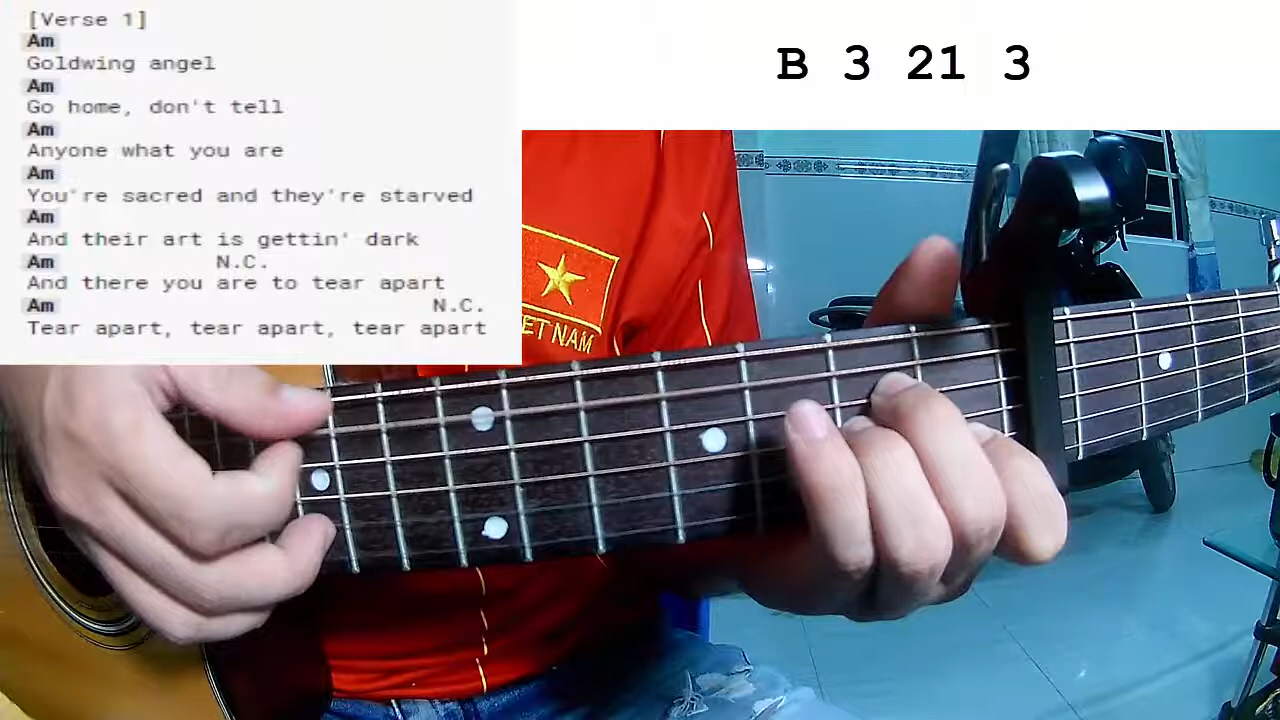 [Verse 1]
Am
Goldwing angel
Am
Go home, don't tell
Am
Anyone what you are
Am
You're sacred and they're starved
Am
And their art is gettin' dark
Am N.C.
And there you are to tear apart
Am N.C.
Tear apart, tear apart, tear apart
B 3 21 3
ET NAM